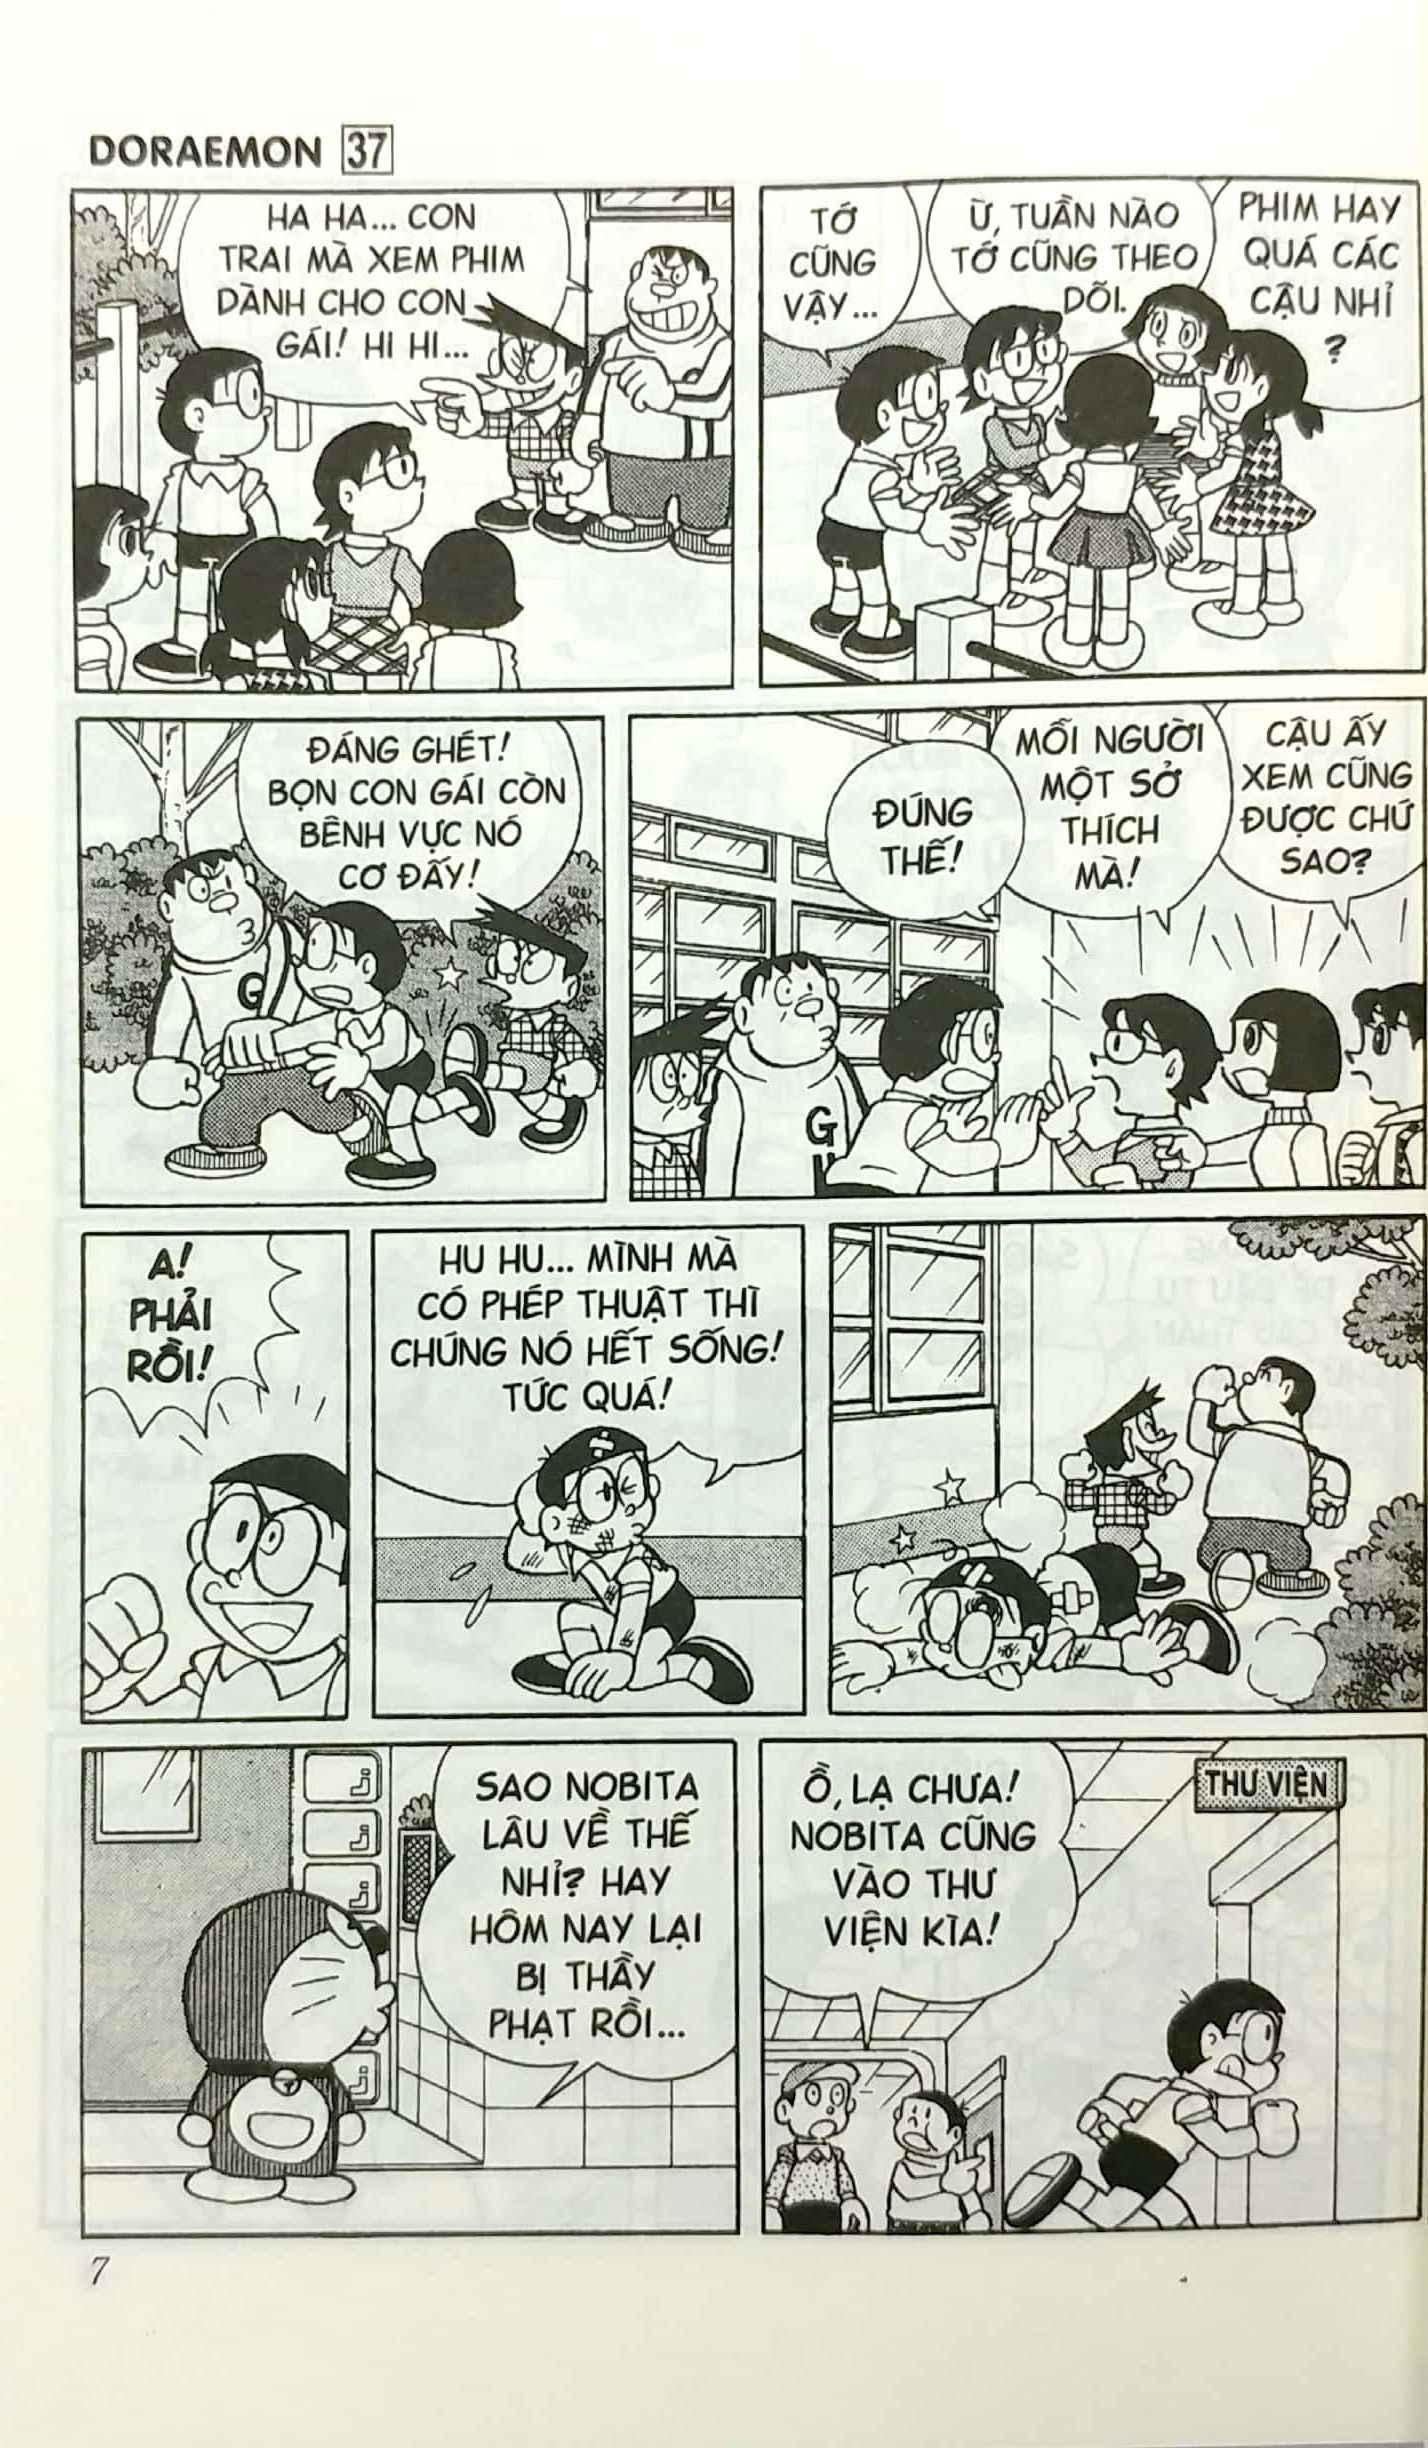 DORAEMON 37
PHIM HAY
QUÁ CÁC
CẬU NHỈ
?
Ừ, TUẦN NÀO
TỚ CŨNG THEO
DÕI.
TỚ
CŨNG
VẬY...
HA HA... CON
TRAI MÀ XEM PHIM
DÀNH CHO CON
GÁI! HI HI...
CẬU ẤY
XEM CŨNG
ĐƯỢC CHỨ
SAO?
MỖI NGƯỜI
MỘT SỞ
THÍCH
MÀ!
ĐÚNG
THẾ!
G
ĐÁNG GHÉT!
BỌN CON GÁI CÒN
BÊNH VỰC NÓ
CƠ ĐẤY!
G
HU HU... MÌNH MÀ
CÓ PHÉP THUẬT THÌ
CHÚNG NÓ HẾT SỐNG!
TỨC QUÁ!
A!
PHẢI
RỒI!
THƯ VIỆN
Ồ, LẠ CHƯA!
NOBITA CŨNG
VÀO THƯ
VIỆN KÌA!
SAO NOBITA
LÂU VỀ THẾ
NHỈ? HAY
HÔM NAY LẠI
BỊ THẦY
PHẠT RỒI...
7